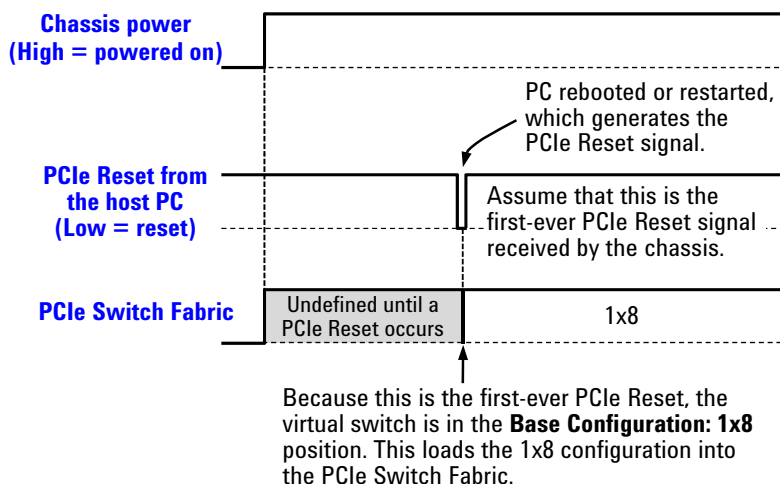 Chassis power
(High = powered on)
PC rebooted or restarted,
which generates the
PCIe Reset signal.
PCIe Reset from
the host PC
(Low = reset)
Assume that this is the
first-ever PCIe Reset signal
received by the chassis.
PCIe Switch Fabric
Undefined until a
PCIe Reset occurs
1x8
Because this is the first-ever PCIe Reset, the
virtual switch is in the Base Configuration: 1x8
position. This loads the 1x8 configuration into
the PCIe Switch Fabric.